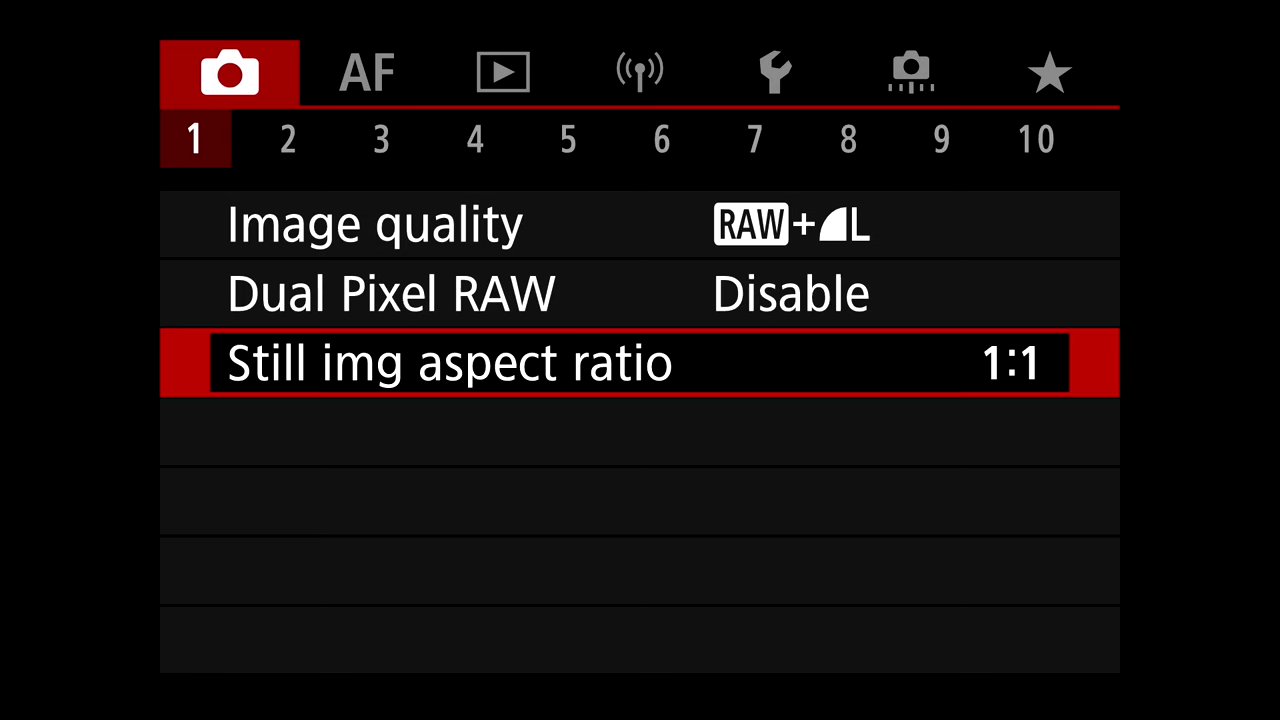 AF
1 2 3 4 5 6 7 8 9 10
Image quality RAW+L
Dual Pixel RAW Disable
Still img aspect ratio 1:1